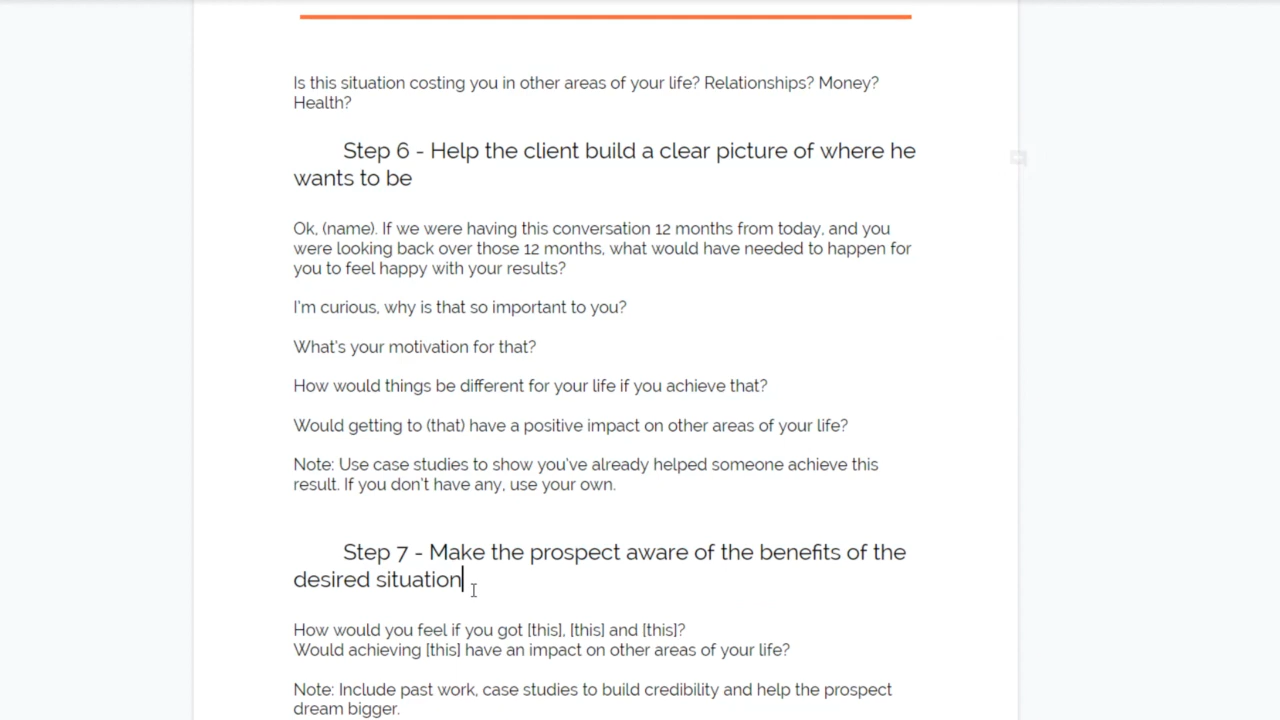 Is this situation costing you in other areas of your life? Relationships? Money?
Health?
Step 6 - Help the client build a clear picture of where he
wants to be
Ok, (name). If we were having this conversation 12 months from today, and you
were looking back over those 12 months, what would have needed to happen for
you to feel happy with your results?
I'm curious, why is that so important to you?
What's your motivation for that?
How would things be different for your life if you achieve that?
Would getting to (that) have a positive impact on other areas of your life?
Note: Use case studies to show you've already helped someone achieve this
result. If you don't have any, use your own.
Step 7 - Make the prospect aware of the benefits of the
desired situation
How would you feel if you got [this], [this] and [this]?
Would achieving [this] have an impact on other areas of your life?
Note: Include past work, case studies to build credibility and help the prospect
dream bigger.